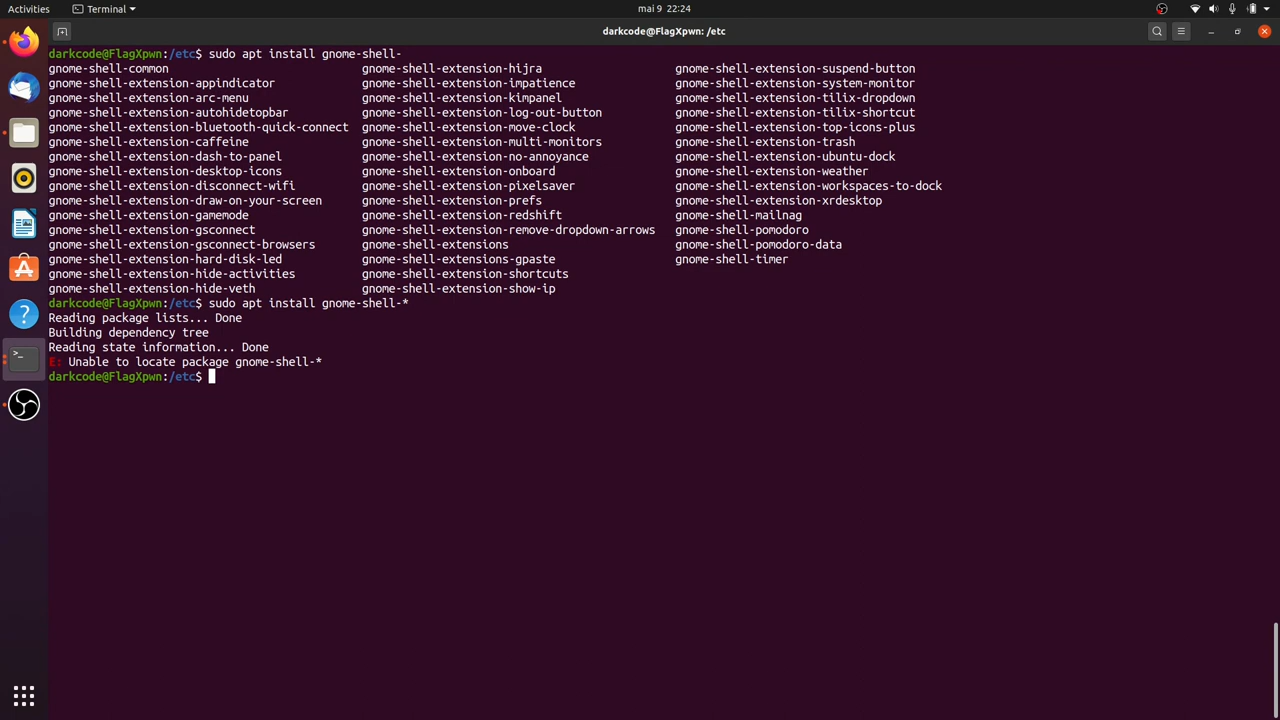 Activities Terminal mai 9 22:24
darkcode@FlagXpwn: /etc
darkcode@FlagXpwn:/etc$ sudo apt install gnome-shell-
gnome-shell-common gnome-shell-extension-hijra gnome-shell-extension-suspend-button
gnome-shell-extension-appindicator gnome-shell-extension-impatience gnome-shell-extension-system-monitor
gnome-shell-extension-arc-menu gnome-shell-extension-kimpanel gnome-shell-extension-tilix-dropdown
gnome-shell-extension-autohidetopbar gnome-shell-extension-log-out-button gnome-shell-extension-tilix-shortcut
gnome-shell-extension-bluetooth-quick-connect gnome-shell-extension-move-clock gnome-shell-extension-top-icons-plus
gnome-shell-extension-caffeine gnome-shell-extension-multi-monitors gnome-shell-extension-trash
gnome-shell-extension-dash-to-panel gnome-shell-extension-no-annoyance gnome-shell-extension-ubuntu-dock
gnome-shell-extension-desktop-icons gnome-shell-extension-onboard gnome-shell-extension-weather
gnome-shell-extension-disconnect-wifi gnome-shell-extension-pixelsaver gnome-shell-extension-workspaces-to-dock
gnome-shell-extension-draw-on-your-screen gnome-shell-extension-prefs gnome-shell-extension-xrdesktop
gnome-shell-extension-gamemode gnome-shell-extension-redshift gnome-shell-mailnag
gnome-shell-extension-gsconnect gnome-shell-extension-remove-dropdown-arrows gnome-shell-pomodoro
gnome-shell-extension-gsconnect-browsers gnome-shell-extensions gnome-shell-pomodoro-data
gnome-shell-extension-hard-disk-led gnome-shell-extensions-gpaste gnome-shell-timer
gnome-shell-extension-hide-activities gnome-shell-extension-shortcuts
gnome-shell-extension-hide-veth gnome-shell-extension-show-ip
darkcode@FlagXpwn:/etc$ sudo apt install gnome-shell-*
Reading package lists... Done
Building dependency tree
Reading state information... Done
E: Unable to locate package gnome-shell-*
darkcode@FlagXpwn:/etc$